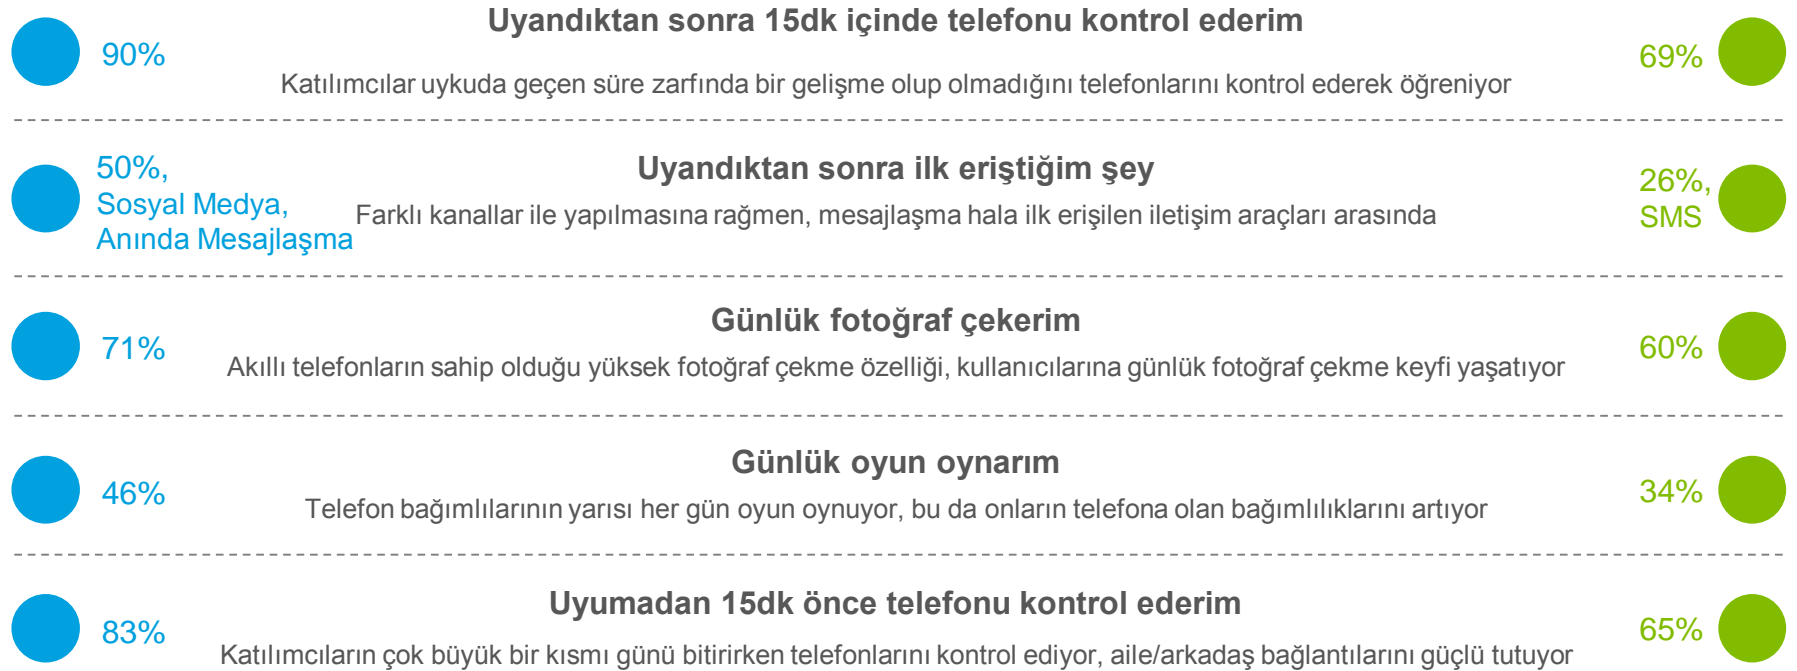 Uyandıktan sonra 15dk içinde telefonu kontrol ederim
90%
69%
Katılımcılar uykuda geçen süre zarfında bir gelişme olup olmadığını telefonlarını kontrol ederek öğreniyor
50%,
Sosyal Medya,
Anında Mesajlaşma
Uyandıktan sonra ilk eriştiğim şey
Farklı kanallar ile yapılmasına rağmen, mesajlaşma hala ilk erişilen iletişim araçları arasında
26%,
SMS
Günlük fotoğraf çekerim
71%
60%
Akıllı telefonların sahip olduğu yüksek fotoğraf çekme özelliği, kullanıcılarına günlük fotoğraf çekme keyfi yaşatıyor
Günlük oyun oynarım
46%
34%
Telefon bağımlılarının yarısı her gün oyun oynuyor, bu da onların telefona olan bağımlılıklarını artıyor
Uyumadan 15dk önce telefonu kontrol ederim
83%
65%
Katılımcıların çok büyük bir kısmı günü bitirirken telefonlarını kontrol ediyor, aile/arkadaş bağlantılarını güçlü tutuyor